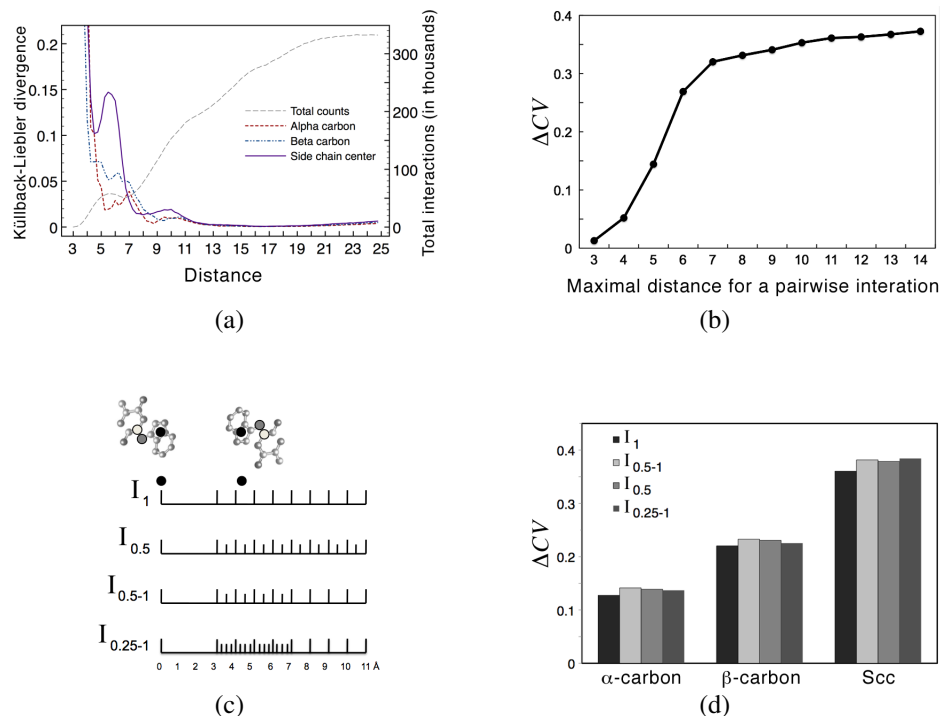 0.2
0.15
0.1
0.05
0
Küllback-Liebler divergence
300
200
100
0
Total interactions (in thousands)
Total counts
Alpha carbon
Beta carbon
Side chain center
3 5 7 9 11 13 15 17 19 21 23 25
Distance
(a)
0.4
0.3
0.2
0.1
0
ΔCV
3 4 5 6 7 8 9 10 11 12 13 14
Maximal distance for a pairwise interation
(b)
I1
I0.5
I0.5-1
I0.25-1
0 1 2 3 4 5 6 7 8 9 10 11 Å
(c)
0.4
0.3
0.2
0.1
0
ΔCV
I1
I0.5-1
I0.5
I0.25-1
α-carbon β-carbon Scc
(d)